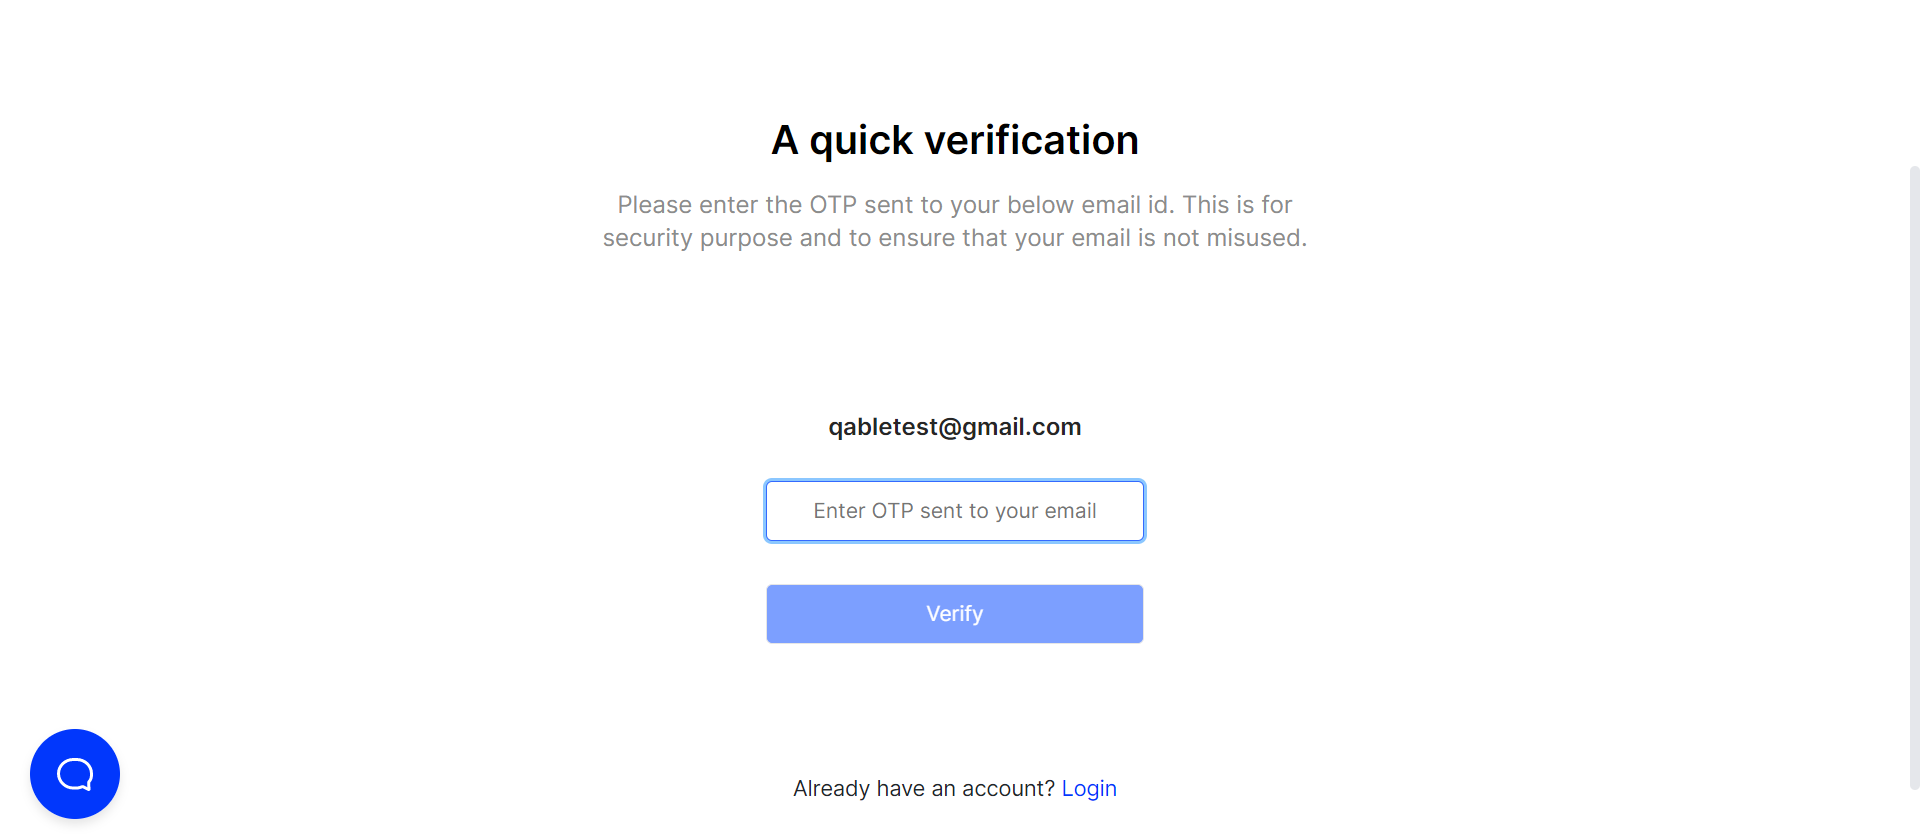 A quick verification
Please enter the OTP sent to your below email id. This is for
security purpose and to ensure that your email is not misused.
qabletest@gmail.com
Enter OTP sent to your email
Verify
Already have an account? Login